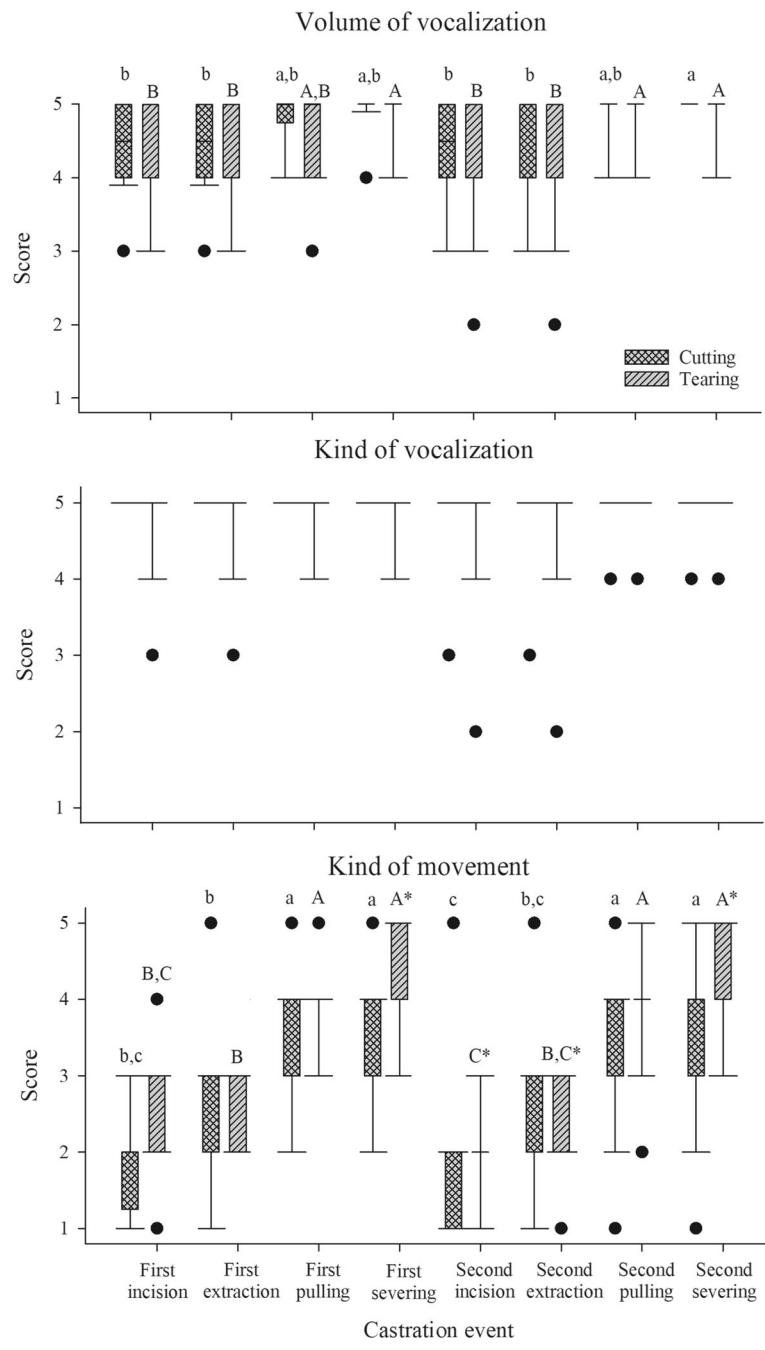 Volume of vocalization
b B b B a,b A,B a,b A b B b B a,b A a A
5
4
3
2
1
Score
Cutting
Tearing
Kind of vocalization
5
4
3
2
1
Score
Kind of movement
b a A a A* c b,c a A a A*
B,C
b,c B C* B,C*
5
4
3
2
1
Score
First incision
First extraction
First pulling
First severing
Second incision
Second extraction
Second pulling
Second severing
Castration event